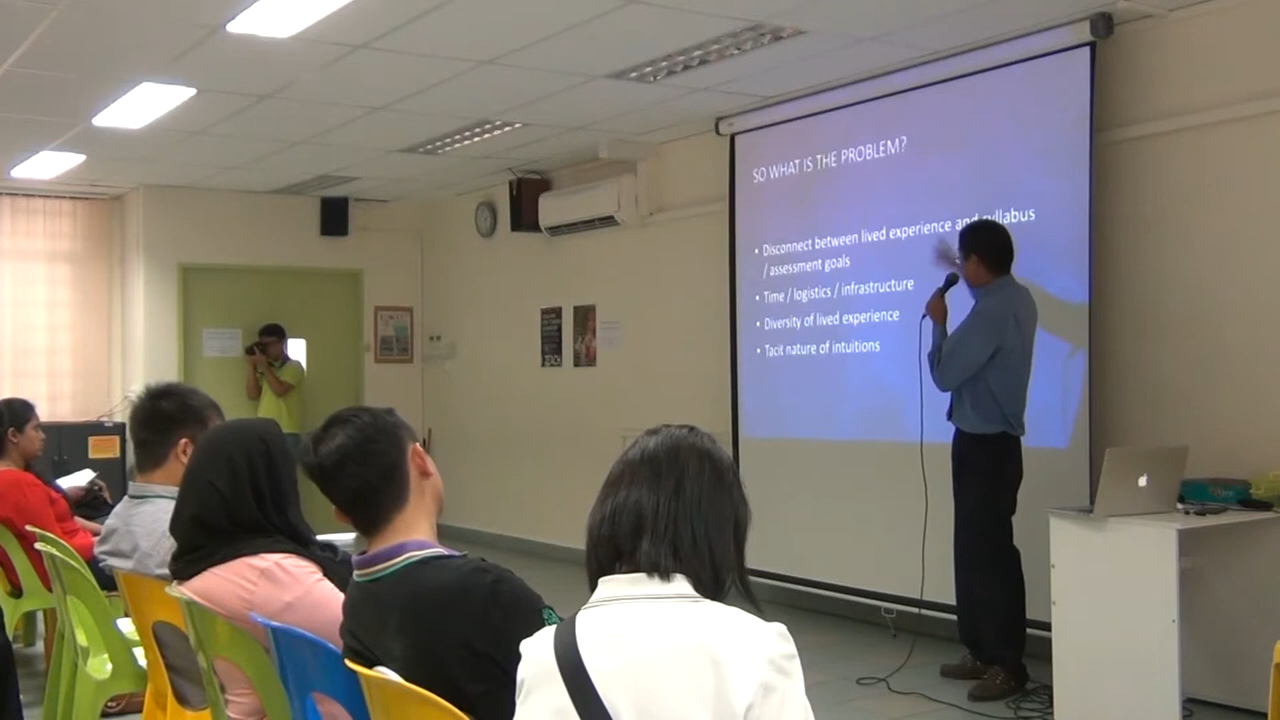 SO WHAT IS THE PROBLEM?
• Disconnect between lived experience and syllabus
/ assessment goals
• Time / logistics / infrastructure
• Diversity of lived experience
• Tacit nature of intuitions
TEACH